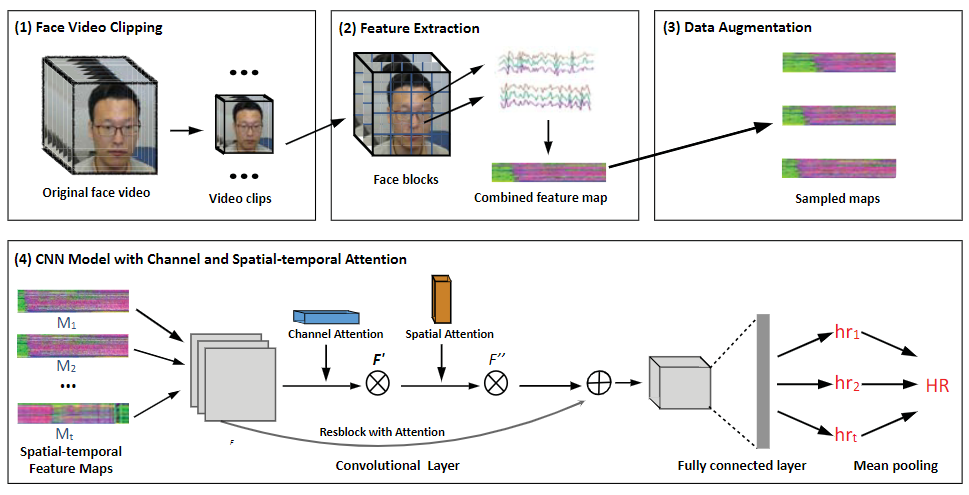 (1) Face Video Clipping
Original face video
Video clips
(2) Feature Extraction
Face blocks
Combined feature map
(3) Data Augmentation
Sampled maps
(4) CNN Model with Channel and Spatial-temporal Attention
M1
M2
...
Mt
Spatial-temporal
Feature Maps
F
Channel Attention
Spatial Attention
F'
F''
Resblock with Attention
Convolutional Layer
Fully connected layer
hr1
hr2
hrt
HR
Mean pooling